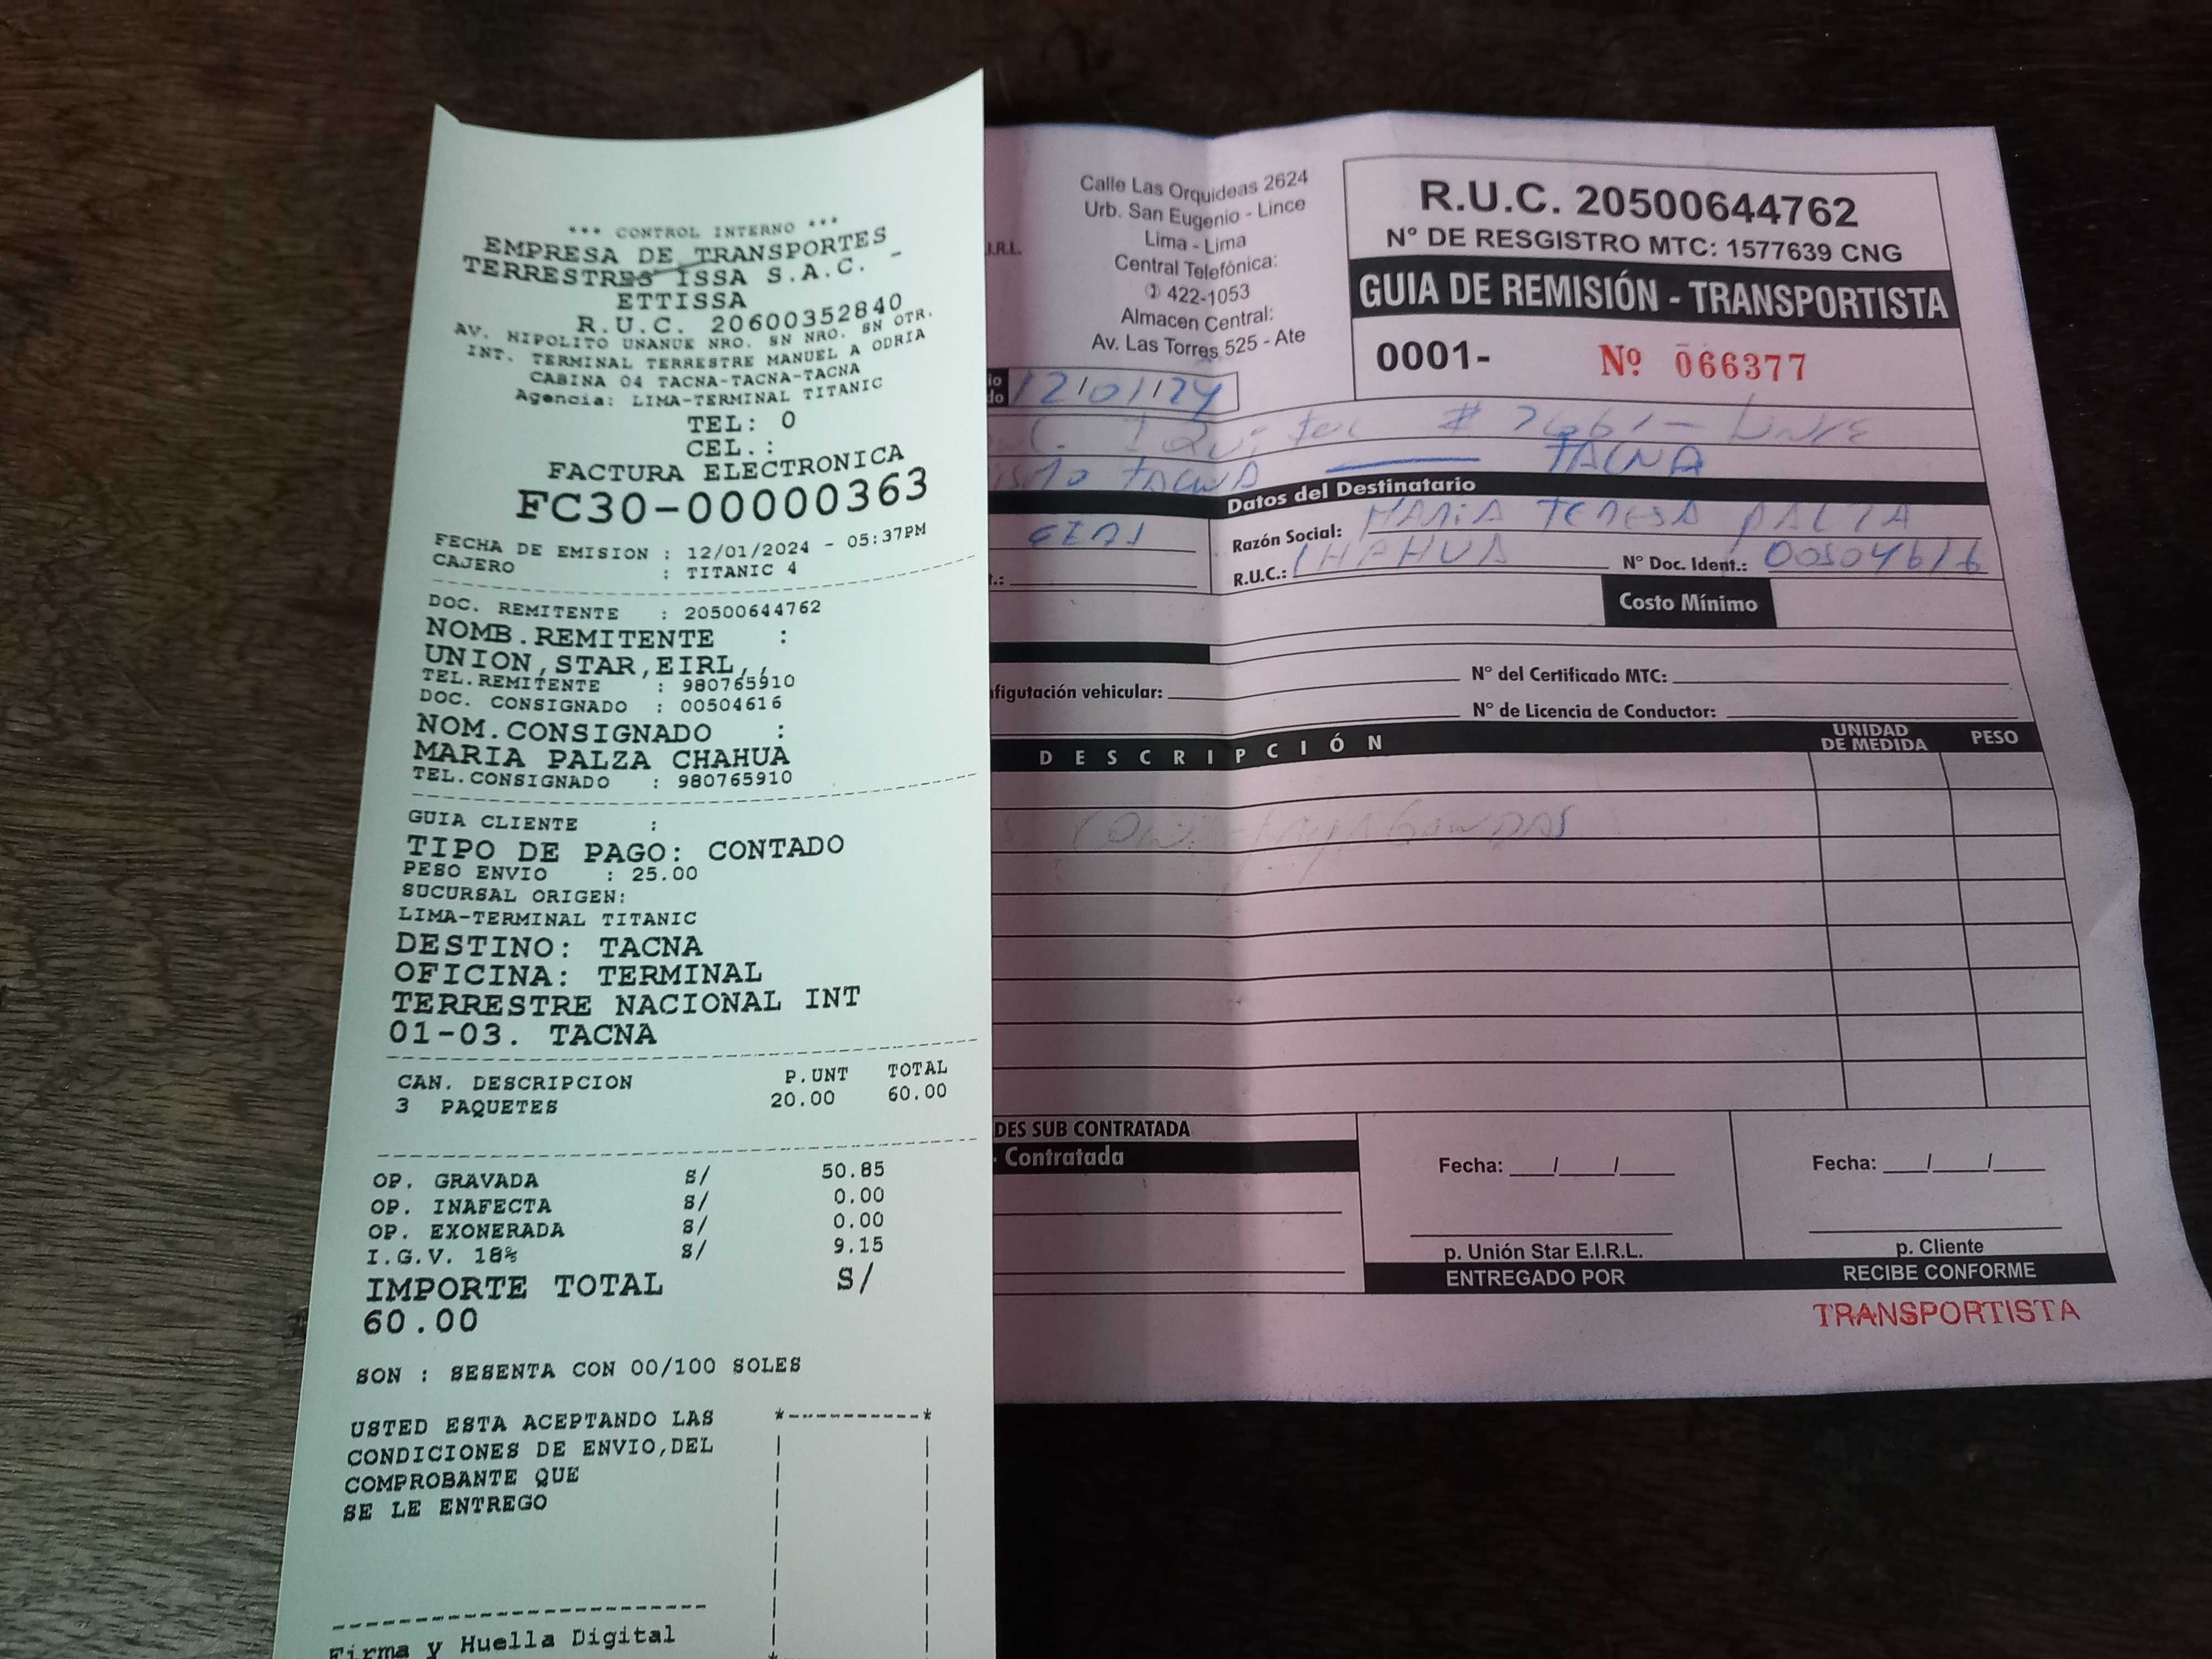 *** CONTROL INTERNO ***
EMPRESA DE TRANSPORTES
TERRESTRES ISSA S.A.C. -
ETTISSA
R.U.C. 20600352840
AV. HIPOLITO UNANUE NRO. SN NRO. SN OTR.
INT. TERMINAL TERRESTRE MANUEL A ODRIA
CABINA 04 TACNA-TACNA-TACNA
Agencia: LIMA-TERMINAL TITANIC
TEL: 0
CEL.:
FACTURA ELECTRONICA
FC30-00000363
FECHA DE EMISION : 12/01/2024 - 05:37PM
CAJERO : TITANIC 4
DOC. REMITENTE : 20500644762
NOMB.REMITENTE :
UNION,STAR,EIRL,,
TEL.REMITENTE : 980765910
DOC. CONSIGNADO : 00504616
NOM.CONSIGNADO :
MARIA PALZA CHAHUA
TEL.CONSIGNADO : 980765910
GUIA CLIENTE :
TIPO DE PAGO: CONTADO
PESO ENVIO : 25.00
SUCURSAL ORIGEN:
LIMA-TERMINAL TITANIC
DESTINO: TACNA
OFICINA: TERMINAL
TERRESTRE NACIONAL INT
01-03. TACNA
CAN. DESCRIPCION P.UNT TOTAL
3 PAQUETES 20.00 60.00
OP. GRAVADA S/ 50.85
OP. INAFECTA S/ 0.00
OP. EXONERADA S/ 0.00
I.G.V. 18% S/ 9.15
IMPORTE TOTAL S/
60.00
SON : SESENTA CON 00/100 SOLES
USTED ESTA ACEPTANDO LAS
CONDICIONES DE ENVIO,DEL
COMPROBANTE QUE
SE LE ENTREGO
Firma y Huella Digital
I.R.L.
Calle Las Orquideas 2624
Urb. San Eugenio - Lince
Lima - Lima
Central Telefónica:
422-1053
Almacen Central:
Av. Las Torres 525 - Ate
R.U.C. 20500644762
N° DE RESGISTRO MTC: 1577639 CNG
GUIA DE REMISIÓN - TRANSPORTISTA
0001- Nº 066377
12/01/24
LINCE
TACNA TACNA
Datos del Destinatario
Razón Social: MARIA TERESA PALZA
R.U.C.: CHAHUA N° Doc. Ident.: 00504616
Costo Mínimo
figutación vehicular: N° del Certificado MTC:
N° de Licencia de Conductor:
DESCRIPCIÓN UNIDAD DE MEDIDA PESO
DES SUB CONTRATADA
- Contratada
Fecha: / / Fecha: / /
p. Unión Star E.I.R.L. p. Cliente
ENTREGADO POR RECIBE CONFORME
TRANSPORTISTA